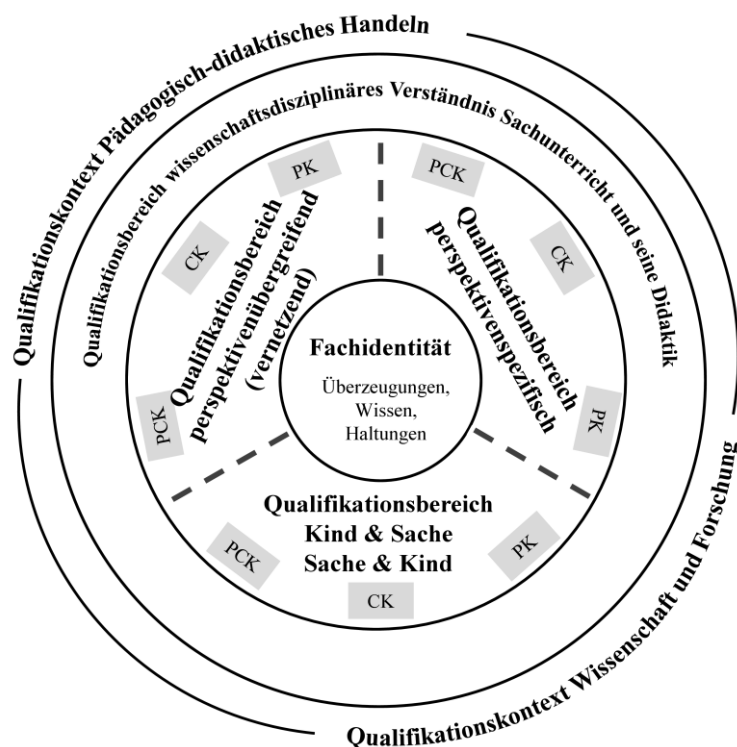 Qualifikationskontext Pädagogisch-didaktisches Handeln
Qualifikationsbereich wissenschaftsdisziplinäres Verständnis Sachunterricht und seine Didaktik
PK
CK
PCK
Qualifikationsbereich
perspektivenübergreifend
(vernetzend)
PCK
CK
PK
Qualifikationsbereich
perspektivenspezifisch
Fachidentität
Überzeugungen,
Wissen,
Haltungen
Qualifikationsbereich
Kind & Sache
Sache & Kind
PCK
CK
PK
Qualifikationskontext Wissenschaft und Forschung